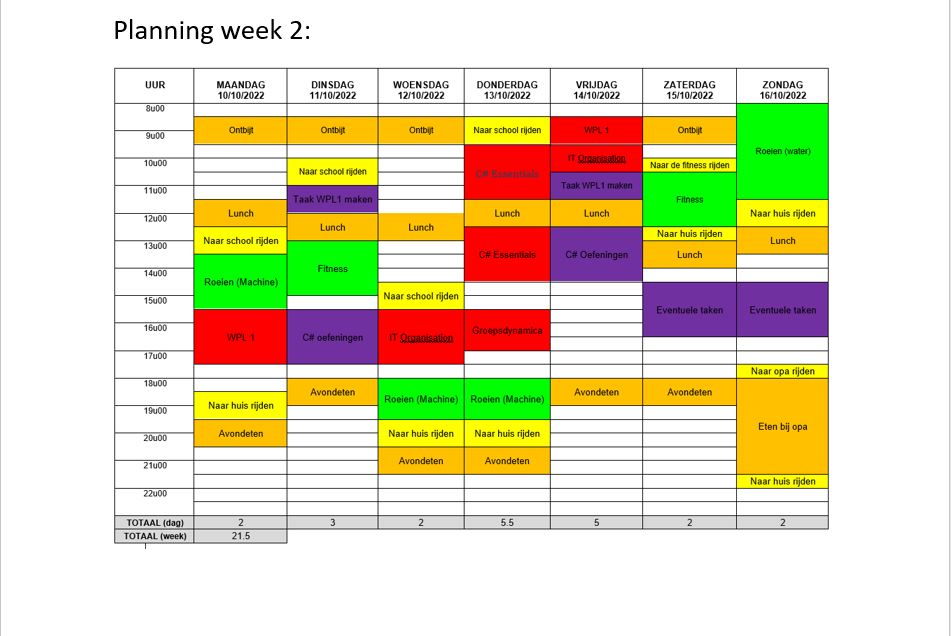 Planning week 2:
UUR MAANDAG DINSDAG WOENSDAG DONDERDAG VRIJDAG ZATERDAG ZONDAG
10/10/2022 11/10/2022 12/10/2022 13/10/2022 14/10/2022 15/10/2022 16/10/2022
8u00
Ontbijt Ontbijt Ontbijt Naar school rijden WPL 1 Ontbijt
9u00
Roeien (water)
IT Organisation
10u00 Naar de fitness rijden
Naar school rijden C# Essentials
Taak WPL1 maken
11u00
Taak WPL1 maken Fitness
Lunch Lunch Lunch Naar huis rijden
12u00
Lunch Lunch
Naar huis rijden
Naar school rijden Lunch
13u00
C# Essentials C# Oefeningen Lunch
Fitness
14u00
Roeien (Machine)
Naar school rijden
15u00
Eventuele taken Eventuele taken
16u00
Groepsdynamica
WPL 1 C# oefeningen IT Organisation
17u00
Naar opa rijden
18u00
Avondeten Avondeten Avondeten
Roeien (Machine) Roeien (Machine)
Naar huis rijden
19u00
Eten bij opa
Avondeten Naar huis rijden Naar huis rijden
20u00
Avondeten Avondeten
21u00
Naar huis rijden
22u00
TOTAAL (dag) 2 3 2 5.5 5 2 2
TOTAAL (week) 21.5